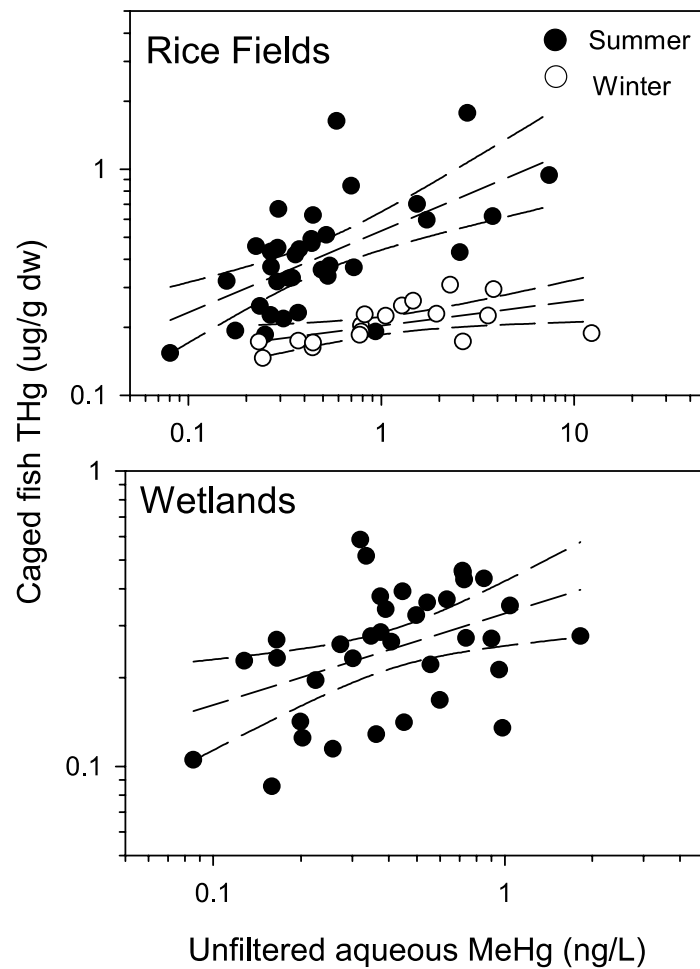 Rice Fields
Summer
Winter
1
0.1
0.1
1
10
Caged fish THg (ug/g dw)
1
Wetlands
0.1
0.1
1
Unfiltered aqueous MeHg (ng/L)